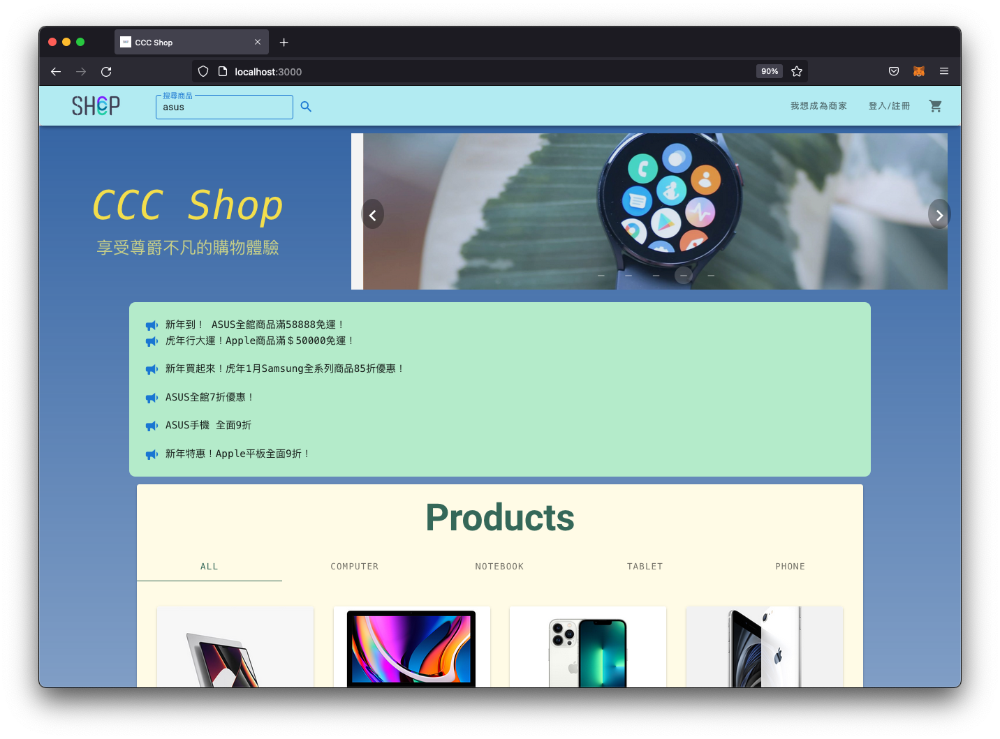 CCC Shop
localhost:3000
90%
SHCP
搜尋商品
asus
我想成為商家
登入/註冊
CCC Shop
享受尊爵不凡的購物體驗
新年到！ ASUS全館商品滿58888免運！
虎年行大運！Apple商品滿＄50000免運！
新年買起來！虎年1月Samsung全系列商品85折優惠！
ASUS全館7折優惠！
ASUS手機 全面9折
新年特惠！Apple平板全面9折！
Products
ALL
COMPUTER
NOTEBOOK
TABLET
PHONE